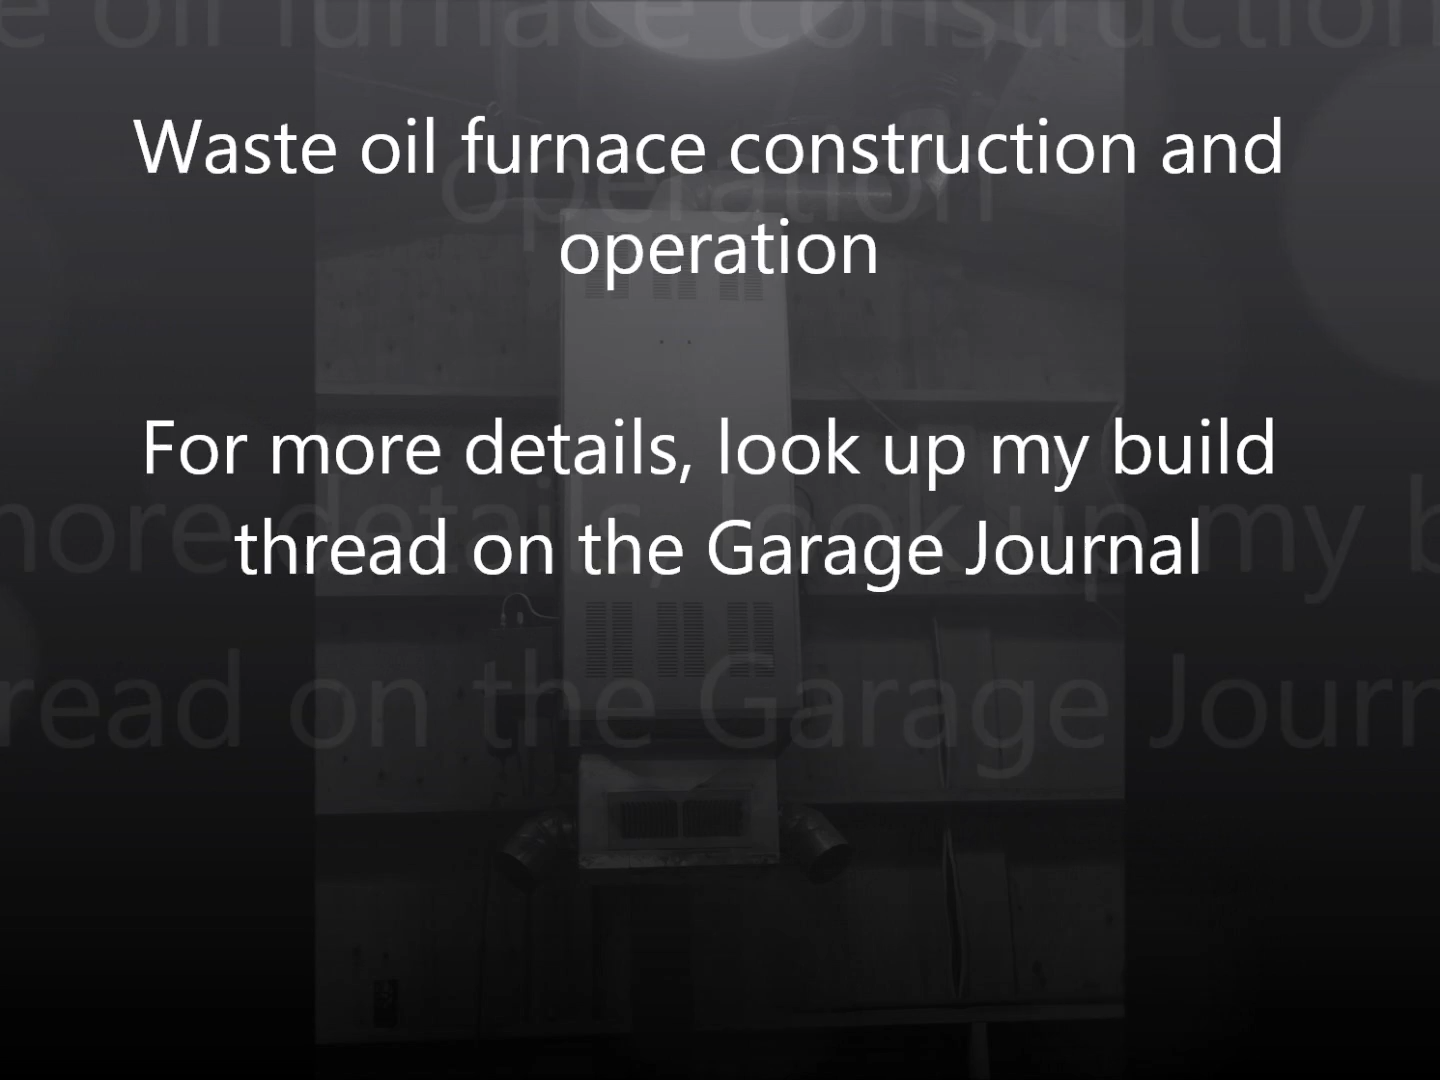 Waste oil furnace construction and
operation
For more details, look up my build
thread on the Garage Journal